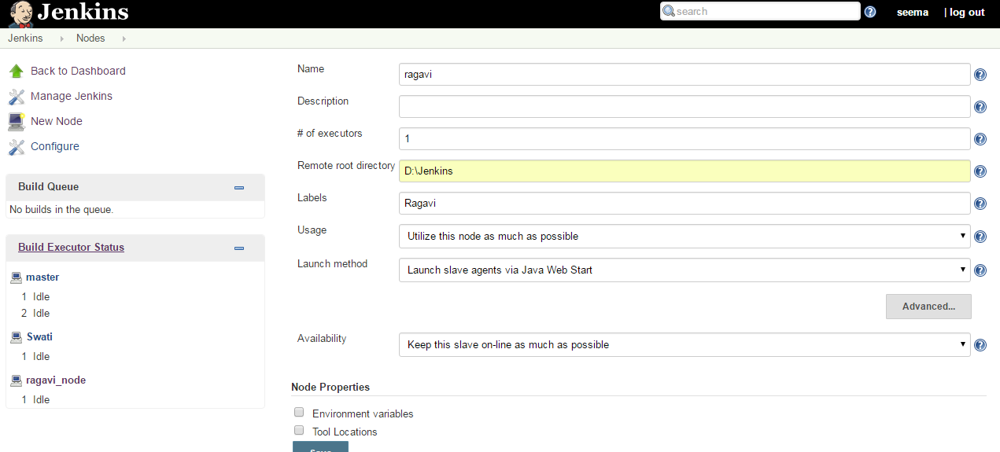 Jenkins
search
seema
| log out
Jenkins
Nodes
Back to Dashboard
Manage Jenkins
New Node
Configure
Build Queue
No builds in the queue.
Build Executor Status
master
1 Idle
2 Idle
Swati
1 Idle
ragavi_node
1 Idle
Name
ragavi
Description
# of executors
1
Remote root directory
D:\Jenkins
Labels
Ragavi
Usage
Utilize this node as much as possible
Launch method
Launch slave agents via Java Web Start
Advanced...
Availability
Keep this slave on-line as much as possible
Node Properties
Environment variables
Tool Locations
Save